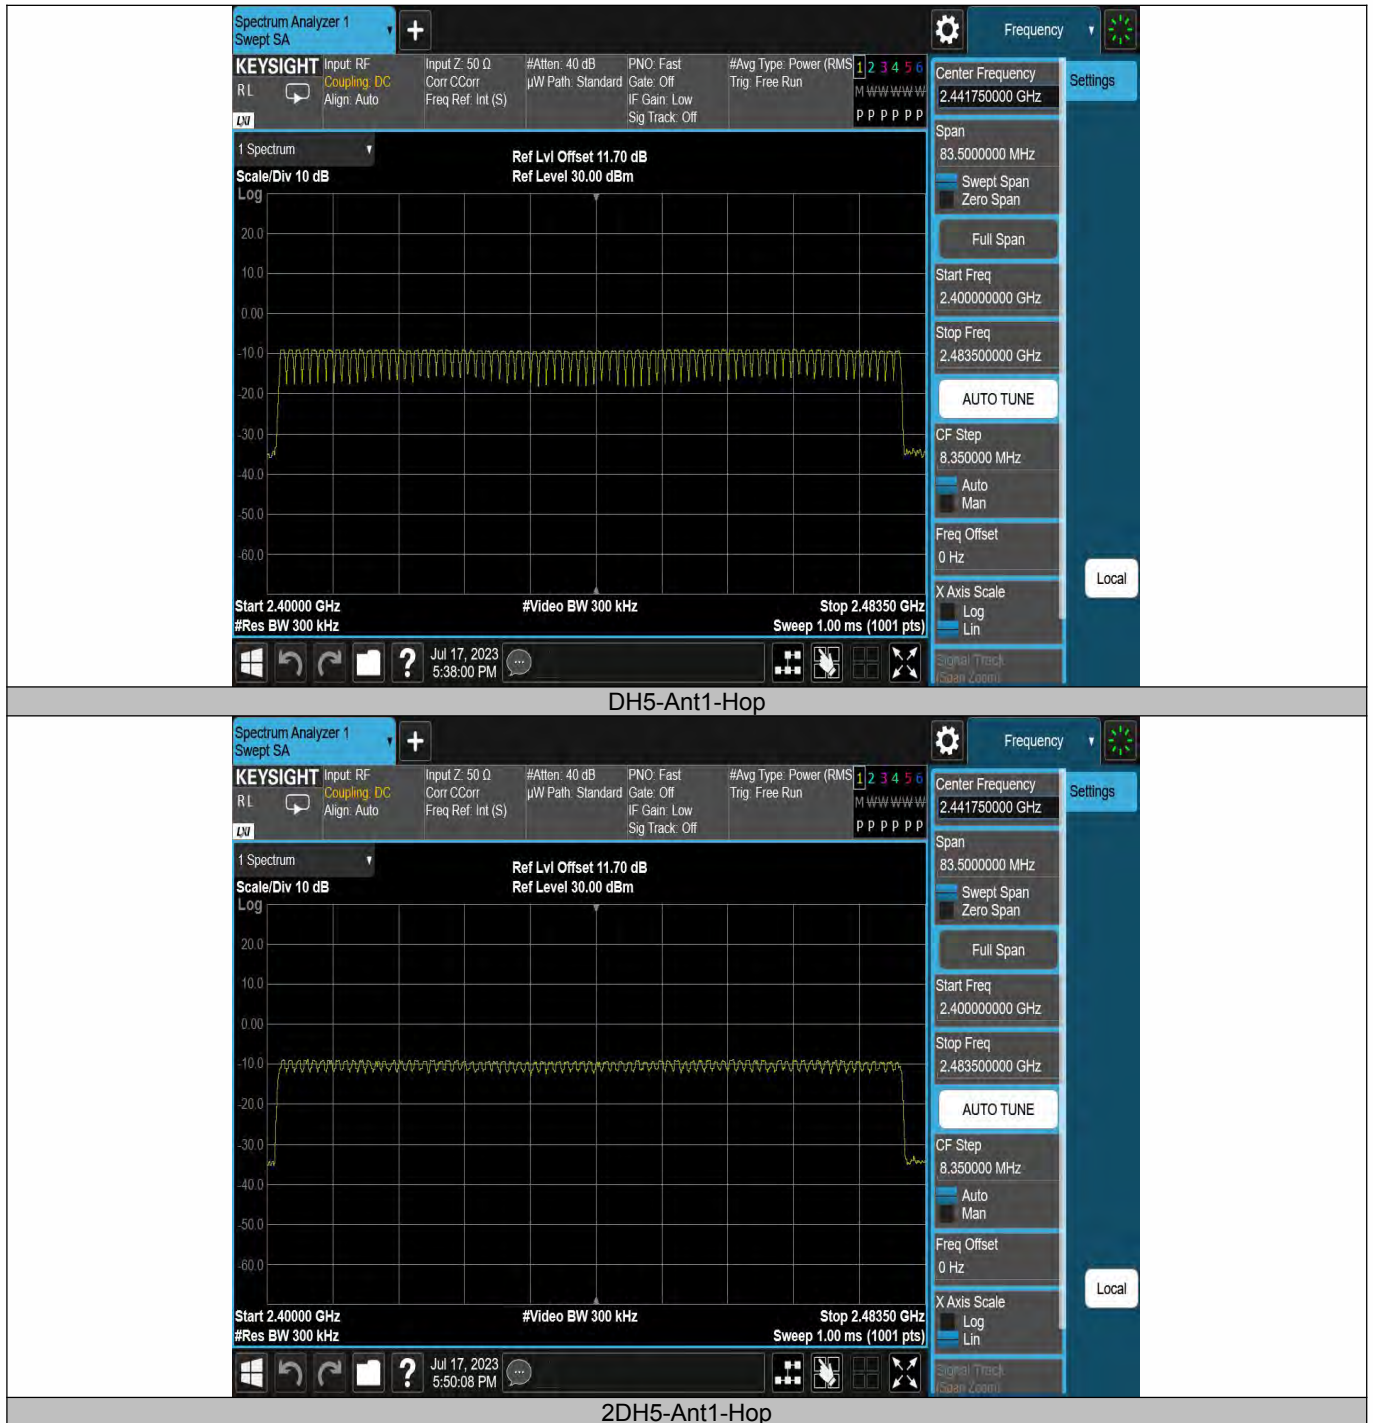 Spectrum Analyzer 1
Swept SA
+
Frequency
KEYSIGHT
RL
LXI
Input: RF
Coupling: DC
Align: Auto
Input Z: 50 Ω
Corr CCorr
Freq Ref: Int (S)
#Atten: 40 dB
µW Path: Standard
PNO: Fast
Gate: Off
IF Gain: Low
Sig Track: Off
#Avg Type: Power (RMS
Trig: Free Run
1 2 3 4 5 6
M W W W W W
P P P P P P
Center Frequency
2.441750000 GHz
Settings
Span
83.5000000 MHz
Swept Span
Zero Span
Full Span
Start Freq
2.400000000 GHz
Stop Freq
2.483500000 GHz
AUTO TUNE
CF Step
8.350000 MHz
Auto
Man
Freq Offset
0 Hz
X Axis Scale
Log
Lin
Signal Track
(Span Zoom)
Local
1 Spectrum
Scale/Div 10 dB
Ref Lvl Offset 11.70 dB
Ref Level 30.00 dBm
Log
20.0
10.0
0.00
-10.0
-20.0
-30.0
-40.0
-50.0
-60.0
Start 2.40000 GHz
#Video BW 300 kHz
Stop 2.48350 GHz
#Res BW 300 kHz
Sweep 1.00 ms (1001 pts)
?
Jul 17, 2023
5:38:00 PM
DH5-Ant1-Hop
Spectrum Analyzer 1
Swept SA
+
Frequency
KEYSIGHT
RL
LXI
Input: RF
Coupling: DC
Align: Auto
Input Z: 50 Ω
Corr CCorr
Freq Ref: Int (S)
#Atten: 40 dB
µW Path: Standard
PNO: Fast
Gate: Off
IF Gain: Low
Sig Track: Off
#Avg Type: Power (RMS
Trig: Free Run
1 2 3 4 5 6
M W W W W W
P P P P P P
Center Frequency
2.441750000 GHz
Settings
Span
83.5000000 MHz
Swept Span
Zero Span
Full Span
Start Freq
2.400000000 GHz
Stop Freq
2.483500000 GHz
AUTO TUNE
CF Step
8.350000 MHz
Auto
Man
Freq Offset
0 Hz
X Axis Scale
Log
Lin
Signal Track
(Span Zoom)
Local
1 Spectrum
Scale/Div 10 dB
Ref Lvl Offset 11.70 dB
Ref Level 30.00 dBm
Log
20.0
10.0
0.00
-10.0
-20.0
-30.0
-40.0
-50.0
-60.0
Start 2.40000 GHz
#Video BW 300 kHz
Stop 2.48350 GHz
#Res BW 300 kHz
Sweep 1.00 ms (1001 pts)
?
Jul 17, 2023
5:50:08 PM
2DH5-Ant1-Hop